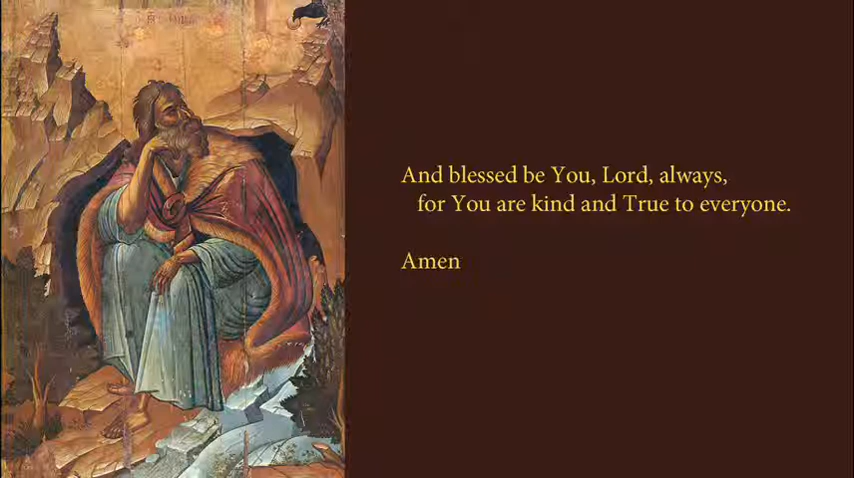 And blessed be You, Lord, always,
for You are kind and True to everyone.
Amen